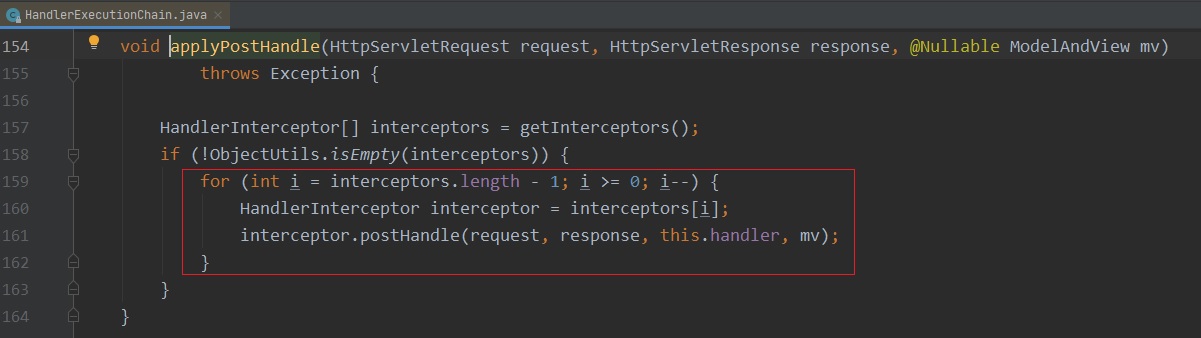 HandlerExecutionChain.java ×
154 void applyPostHandle(HttpServletRequest request, HttpServletResponse response, @Nullable ModelAndView mv)
155 throws Exception {
156
157 HandlerInterceptor[] interceptors = getInterceptors();
158 if (!ObjectUtils.isEmpty(interceptors)) {
159 for (int i = interceptors.length - 1; i >= 0; i--) {
160 HandlerInterceptor interceptor = interceptors[i];
161 interceptor.postHandle(request, response, this.handler, mv);
162 }
163 }
164 }